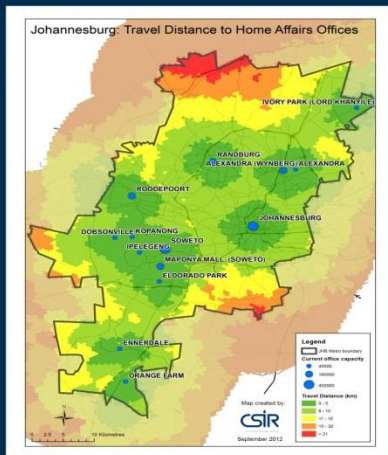 Johannesburg: Travel Distance to Home Affairs Offices
IVORY PARK (LORD KHANYILE)
RANDBURG
ALEXANDRA (WYNBERG) ALEXANDRA
ROODEPOORT
JOHANNESBURG
DOBSONVILLE KOPANONG
SOWETO
IPELEGENG
MAPONYA MALL (SOWETO)
ELDORADO PARK
ENNERDALE
ORANGE FARM
Legend
JHB Metro boundary
Current office capacity
Travel Distance (km)
0 - 5
6 - 10
11 - 15
15 - 20
> 21
Map created by:
CSIR
September 2012
N
10 Kilometres